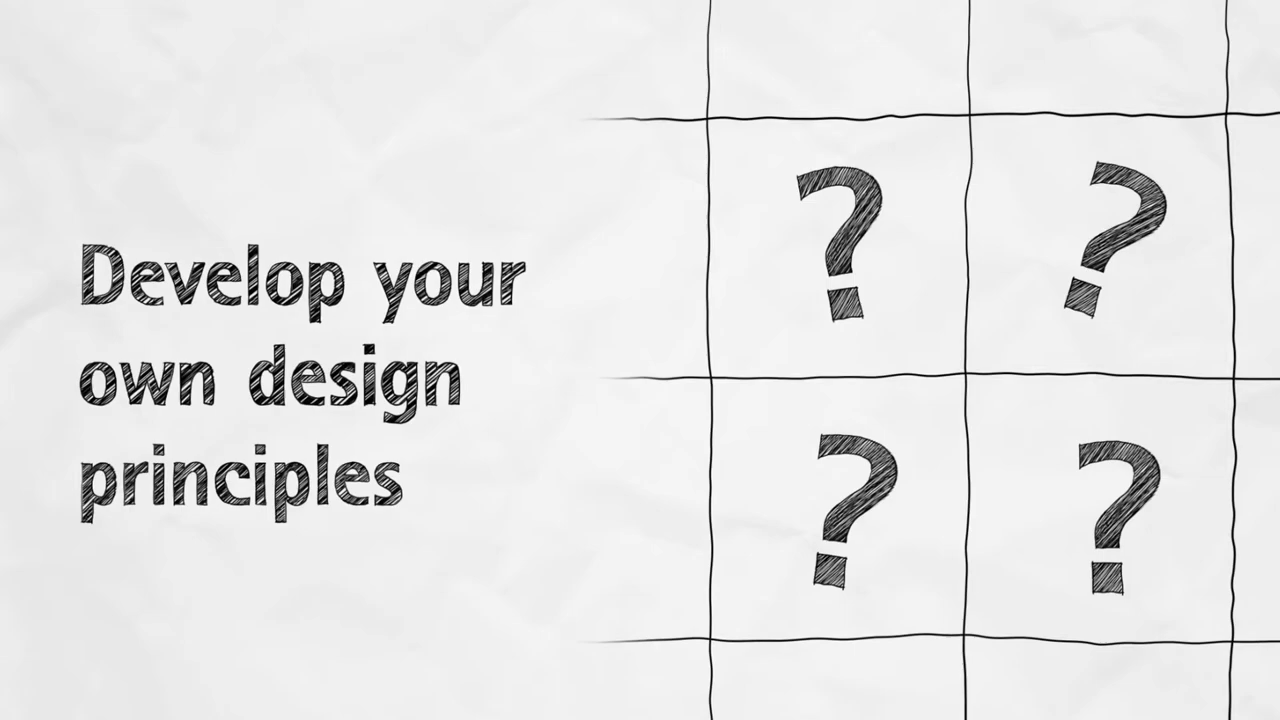 Develop your
own design
principles
? ?
? ?